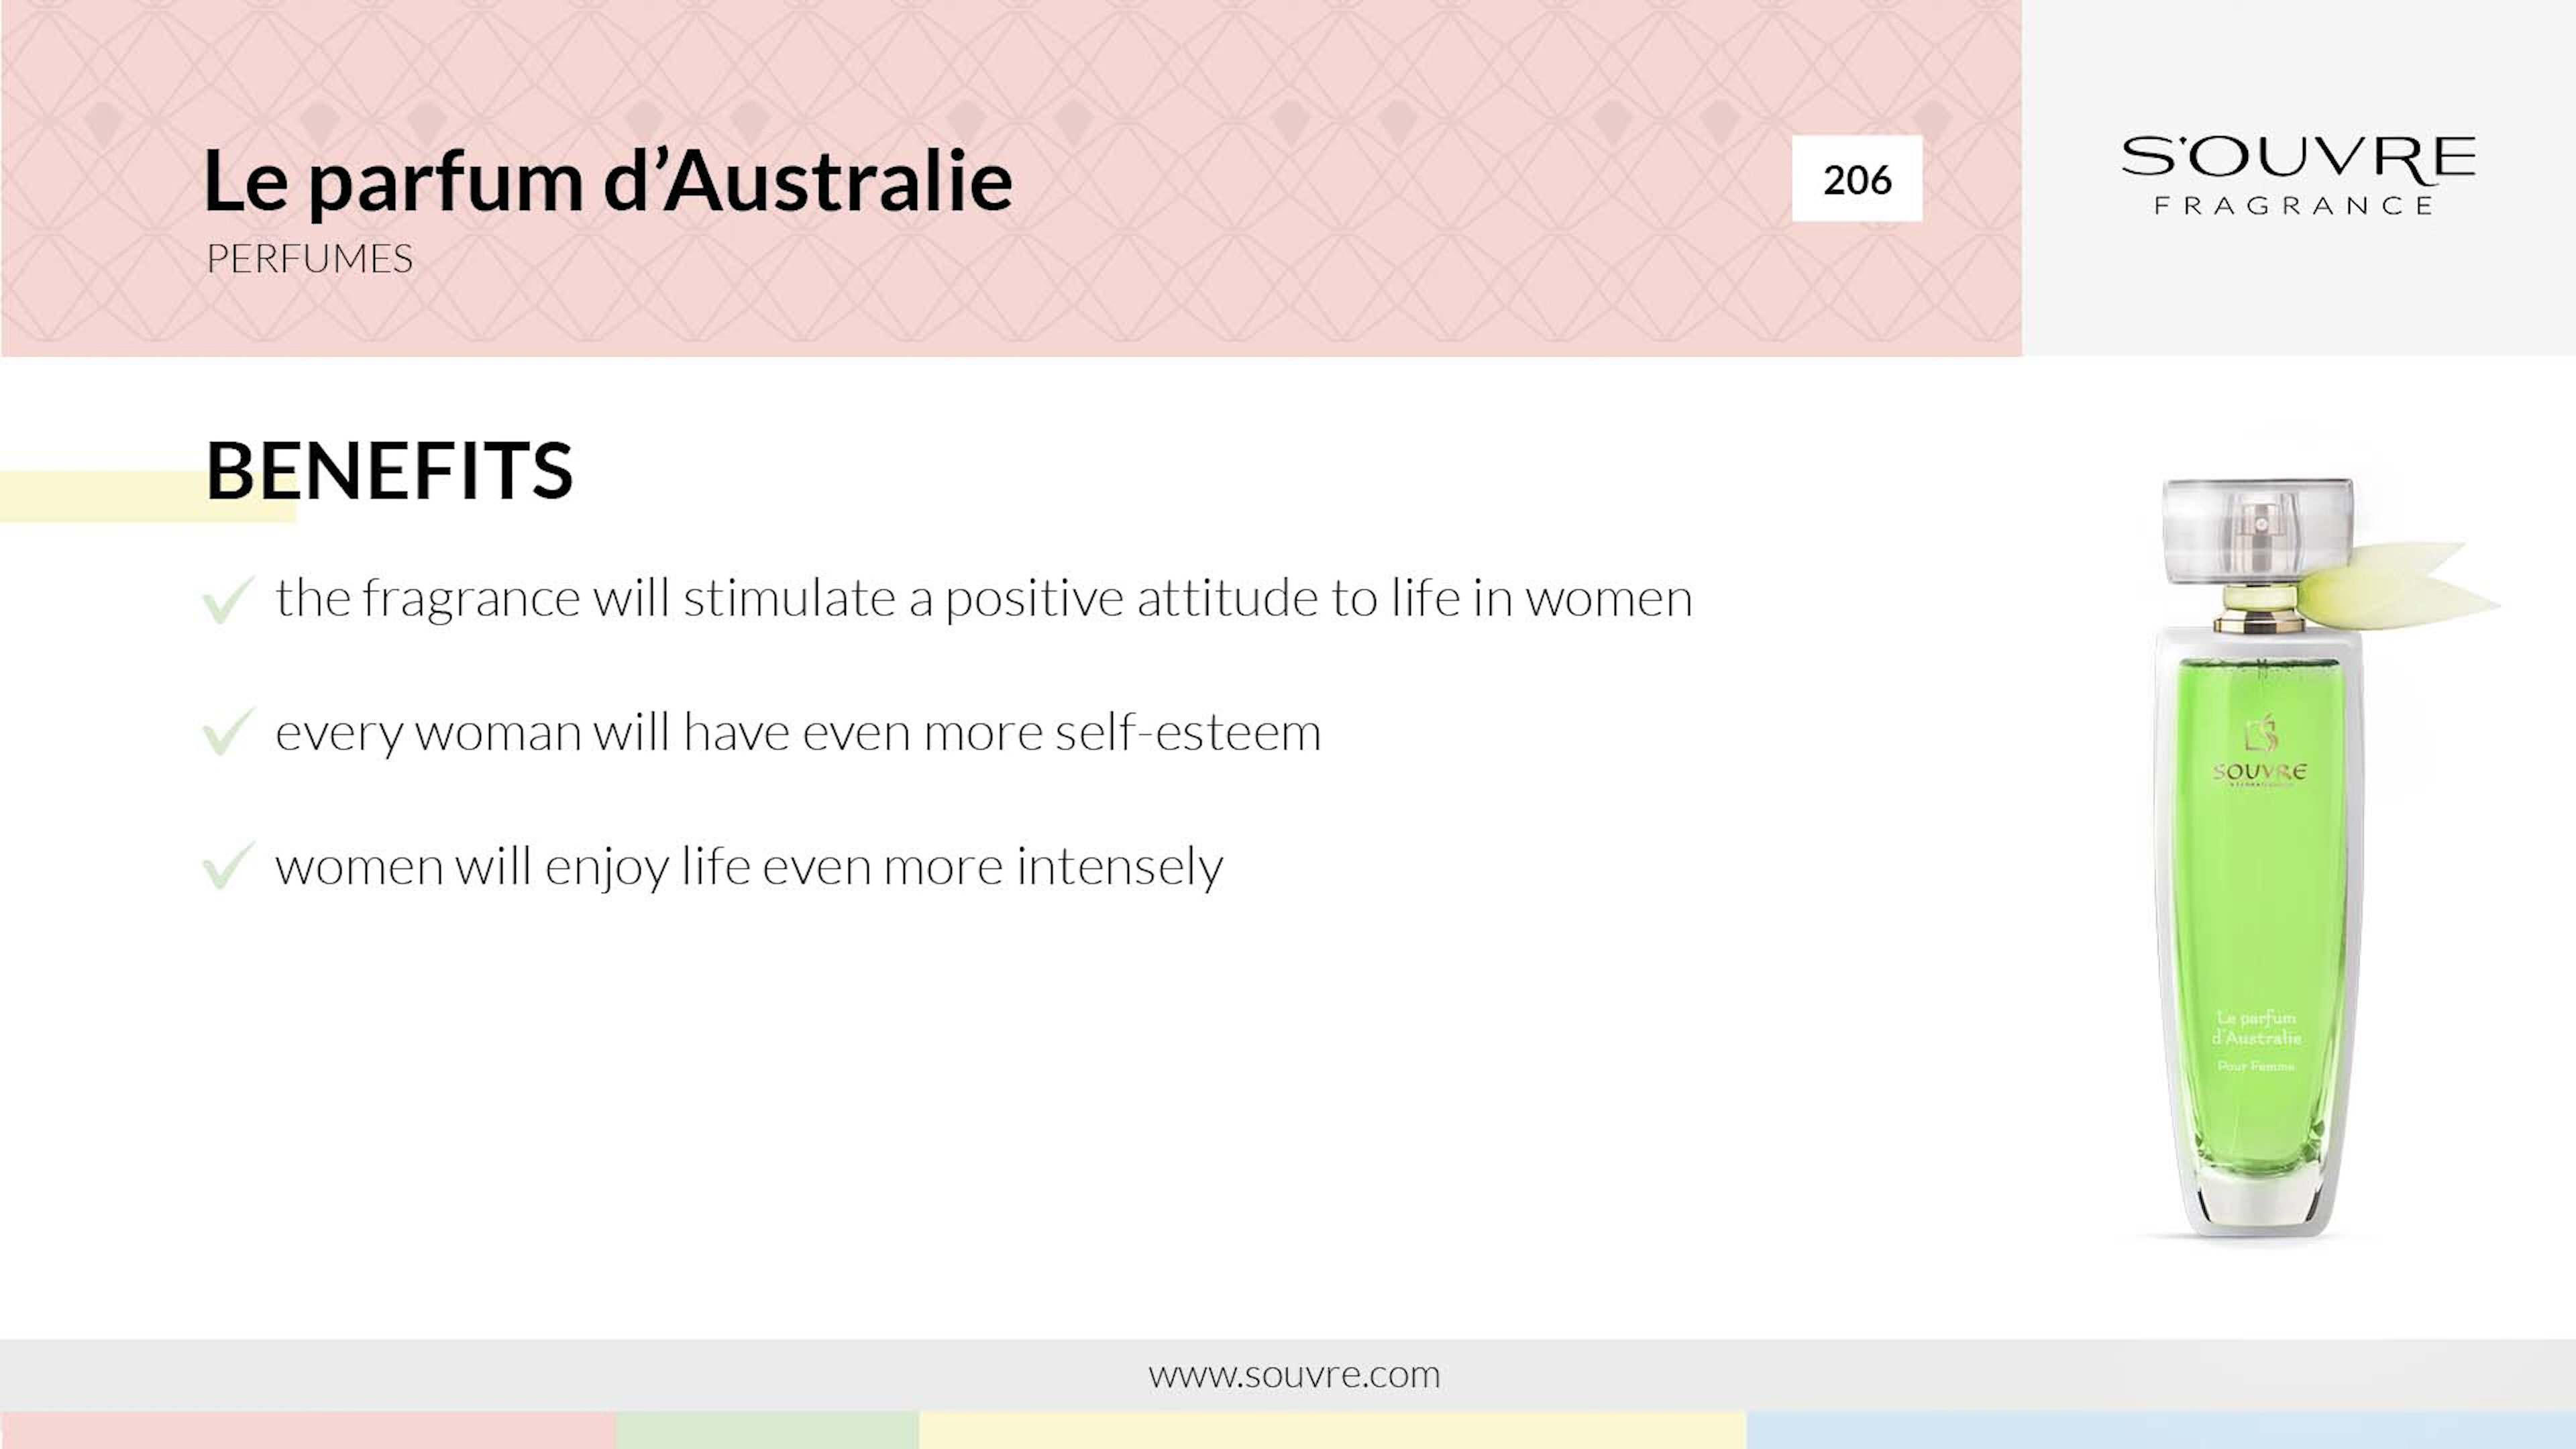 Le parfum d’Australie
PERFUMES
206
S'OUVRE
FRAGRANCE
BENEFITS
the fragrance will stimulate a positive attitude to life in women
every woman will have even more self-esteem
women will enjoy life even more intensely
SOUVRE
Le parfum
d'Australie
Pour Femme
www.souvre.com